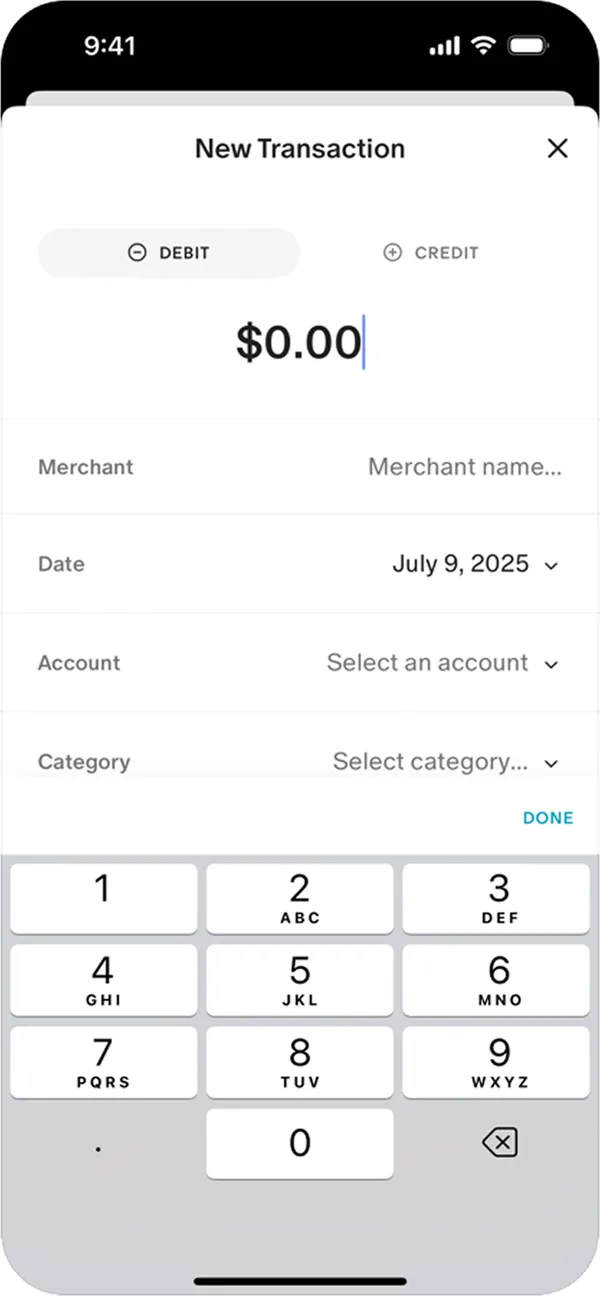 9:41
New Transaction
DEBIT CREDIT
$0.00
Merchant Merchant name...
Date July 9, 2025
Account Select an account
Category Select category...
DONE
1 2 3
ABC DEF
4 5 6
GHI JKL MNO
7 8 9
PQRS TUV WXYZ
. 0